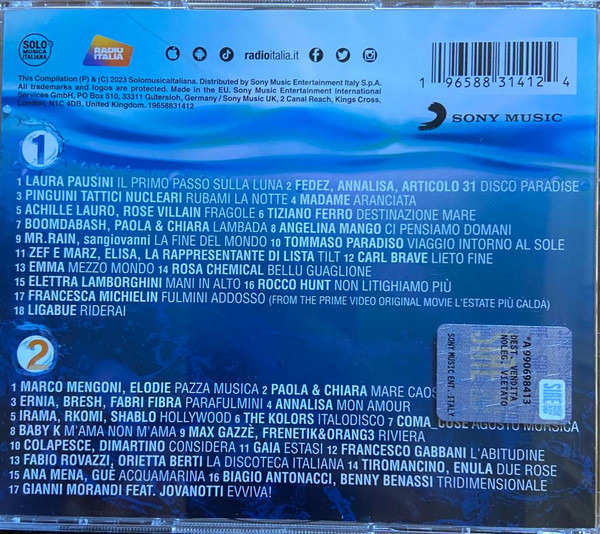 SOLO
MUSICA
ITALIANA
RADIO
ITALIA
radioitalia.it
This Compilation (P) & (C) 2023 Solomusicaitaliana. Distributed by Sony Music Entertainment Italy S.p.A.
All trademarks and logos are protected. Made in the EU. Sony Music Entertainment International
Services GmbH, PO Box 510, 33311 Gütersloh, Germany / Sony Music UK, 2 Canal Reach, Kings Cross,
London, N1C 4DB, United Kingdom. 19658831412
1 96588 31412 4
SONY MUSIC
1
1 LAURA PAUSINI IL PRIMO PASSO SULLA LUNA 2 FEDEZ, ANNALISA, ARTICOLO 31 DISCO PARADISE
3 PINGUINI TATTICI NUCLEARI RUBAMI LA NOTTE 4 MADAME ARANCIATA
5 ACHILLE LAURO, ROSE VILLAIN FRAGOLE 6 TIZIANO FERRO DESTINAZIONE MARE
7 BOOMDABASH, PAOLA & CHIARA LAMBADA 8 ANGELINA MANGO CI PENSIAMO DOMANI
9 MR.RAIN, sangiovanni LA FINE DEL MONDO 10 TOMMASO PARADISO VIAGGIO INTORNO AL SOLE
11 ZEF E MARZ, ELISA, LA RAPPRESENTANTE DI LISTA TILT 12 CARL BRAVE LIETO FINE
13 EMMA MEZZO MONDO 14 ROSA CHEMICAL BELLU GUAGLIONE
15 ELETTRA LAMBORGHINI MANI IN ALTO 16 ROCCO HUNT NON LITIGHIAMO PIÙ
17 FRANCESCA MICHIELIN FULMINI ADDOSSO (FROM THE PRIME VIDEO ORIGINAL MOVIE L'ESTATE PIÙ CALDA)
18 LIGABUE RIDERAI
2
1 MARCO MENGONI, ELODIE PAZZA MUSICA 2 PAOLA & CHIARA MARE CAOS
3 ERNIA, BRESH, FABRI FIBRA PARAFULMINI 4 ANNALISA MON AMOUR
5 IRAMA, RKOMI, SHABLO HOLLYWOOD 6 THE KOLORS ITALODISCO 7 COMA_COSE AGOSTO MORSICA
8 BABY K M'AMA NON M'AMA 9 MAX GAZZÈ, FRENETIK&ORANG3 RIVIERA
10 COLAPESCE, DIMARTINO CONSIDERA 11 GAIA ESTASI 12 FRANCESCO GABBANI L'ABITUDINE
13 FABIO ROVAZZI, ORIETTA BERTI LA DISCOTECA ITALIANA 14 TIROMANCINO, ENULA DUE ROSE
15 ANA MENA, GUÈ ACQUAMARINA 16 BIAGIO ANTONACCI, BENNY BENASSI TRIDIMENSIONALE
17 GIANNI MORANDI FEAT. JOVANOTTI EVVIVA!
*A 990698413
DEST. VENDITA
NOLEG. VIETATO
SONY MUSIC ENT. ITALY
SIAE